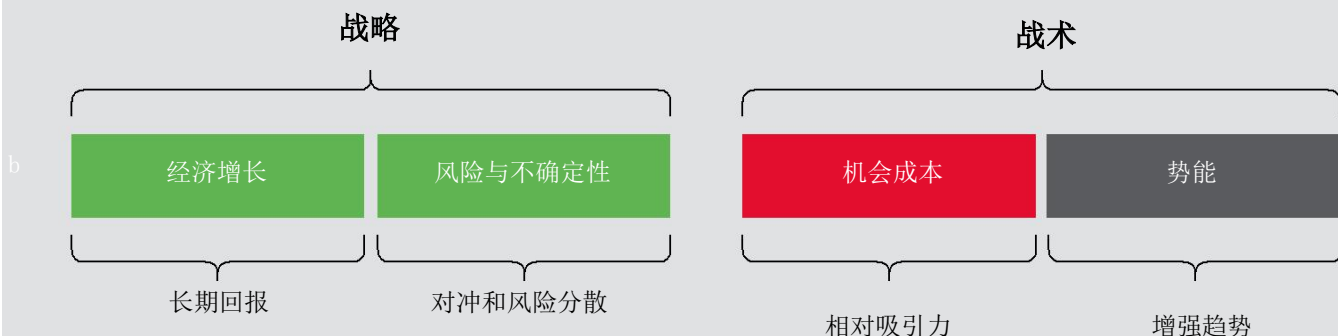 战略
战术
b
经济增长
风险与不确定性
机会成本
势能
长期回报
对冲和风险分散
相对吸引力
增强趋势